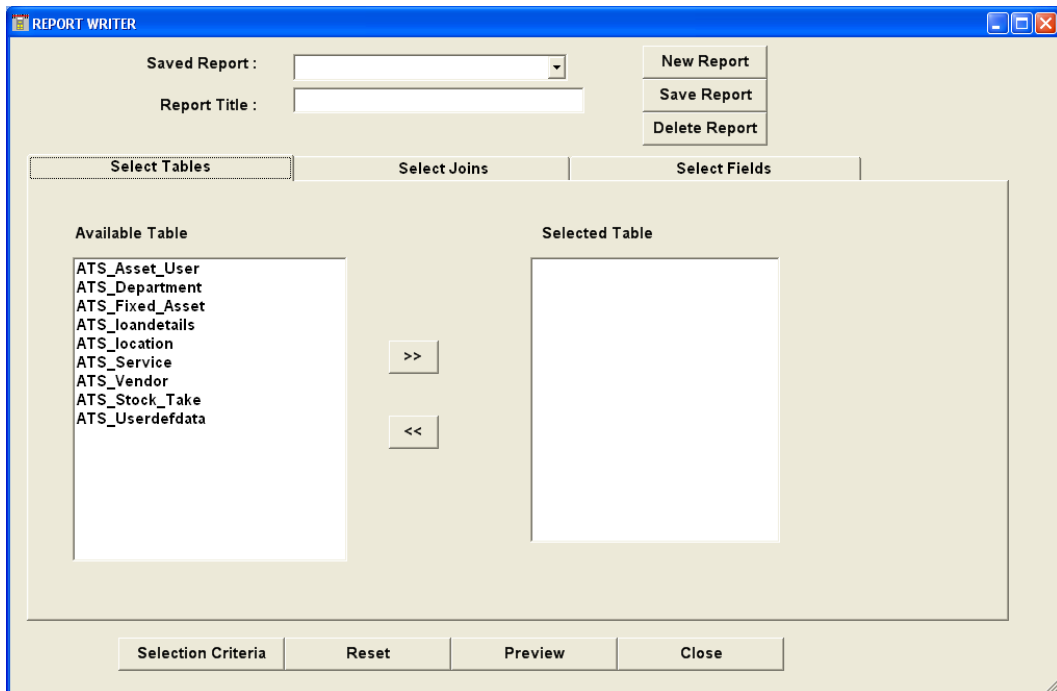 REPORT WRITER
Saved Report :
New Report
Report Title :
Save Report
Delete Report
Select Tables
Select Joins
Select Fields
Available Table
Selected Table
ATS_Asset_User
ATS_Department
ATS_Fixed_Asset
ATS_loandetails
ATS_location
ATS_Service
ATS_Vendor
ATS_Stock_Take
ATS_Userdefdata
>>
<<
Selection Criteria
Reset
Preview
Close